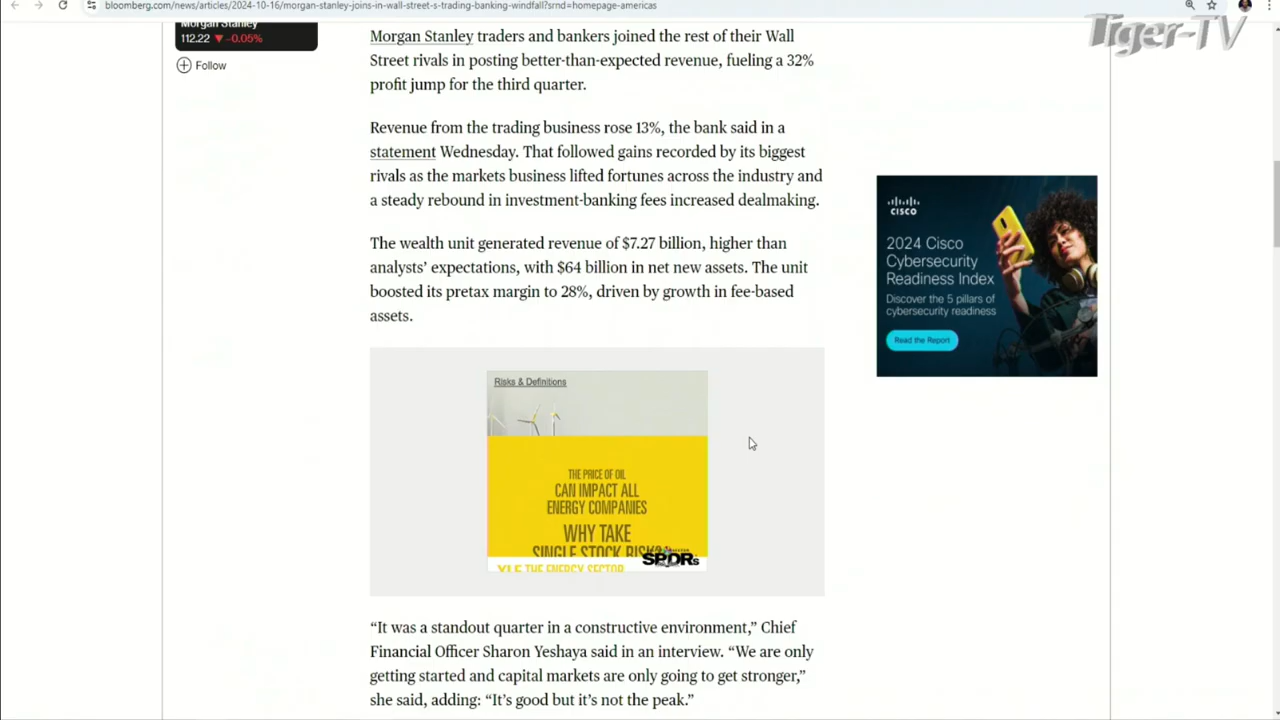 bloomberg.com/news/articles/2024-10-16/morgan-stanley-joins-in-wall-street-s-trading-banking-windfall?srnd=homepage-americas
Tiger-TV
Morgan Stanley
112.22 ▼ -0.05%
Follow
Morgan Stanley traders and bankers joined the rest of their Wall
Street rivals in posting better-than-expected revenue, fueling a 32%
profit jump for the third quarter.
Revenue from the trading business rose 13%, the bank said in a
statement Wednesday. That followed gains recorded by its biggest
rivals as the markets business lifted fortunes across the industry and
a steady rebound in investment-banking fees increased dealmaking.
The wealth unit generated revenue of $7.27 billion, higher than
analysts’ expectations, with $64 billion in net new assets. The unit
boosted its pretax margin to 28%, driven by growth in fee-based
assets.
CISCO
2024 Cisco
Cybersecurity
Readiness Index
Discover the 5 pillars of
cybersecurity readiness
Read the Report
Risks & Definitions
THE PRICE OF OIL
CAN IMPACT ALL
ENERGY COMPANIES
WHY TAKE
SINGLE STOCK RISK?
SPDRs
XLE THE ENERGY SECTOR
“It was a standout quarter in a constructive environment,” Chief
Financial Officer Sharon Yeshaya said in an interview. “We are only
getting started and capital markets are only going to get stronger,”
she said, adding: “It’s good but it’s not the peak.”